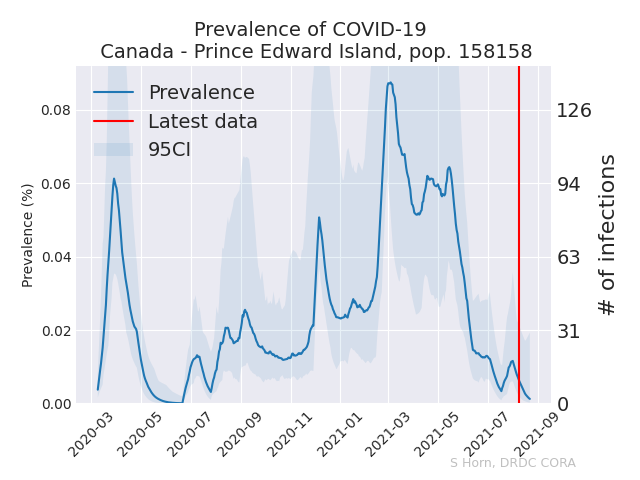 Prevalence of COVID-19
Canada - Prince Edward Island, pop. 158158
Prevalence
Latest data
95CI
Prevalence (%)
0.08
0.06
0.04
0.02
0.00
126
94
63
31
0
# of infections
2020-03
2020-05
2020-07
2020-09
2020-11
2021-01
2021-03
2021-05
2021-07
2021-09
S Horn, DRDC CORA